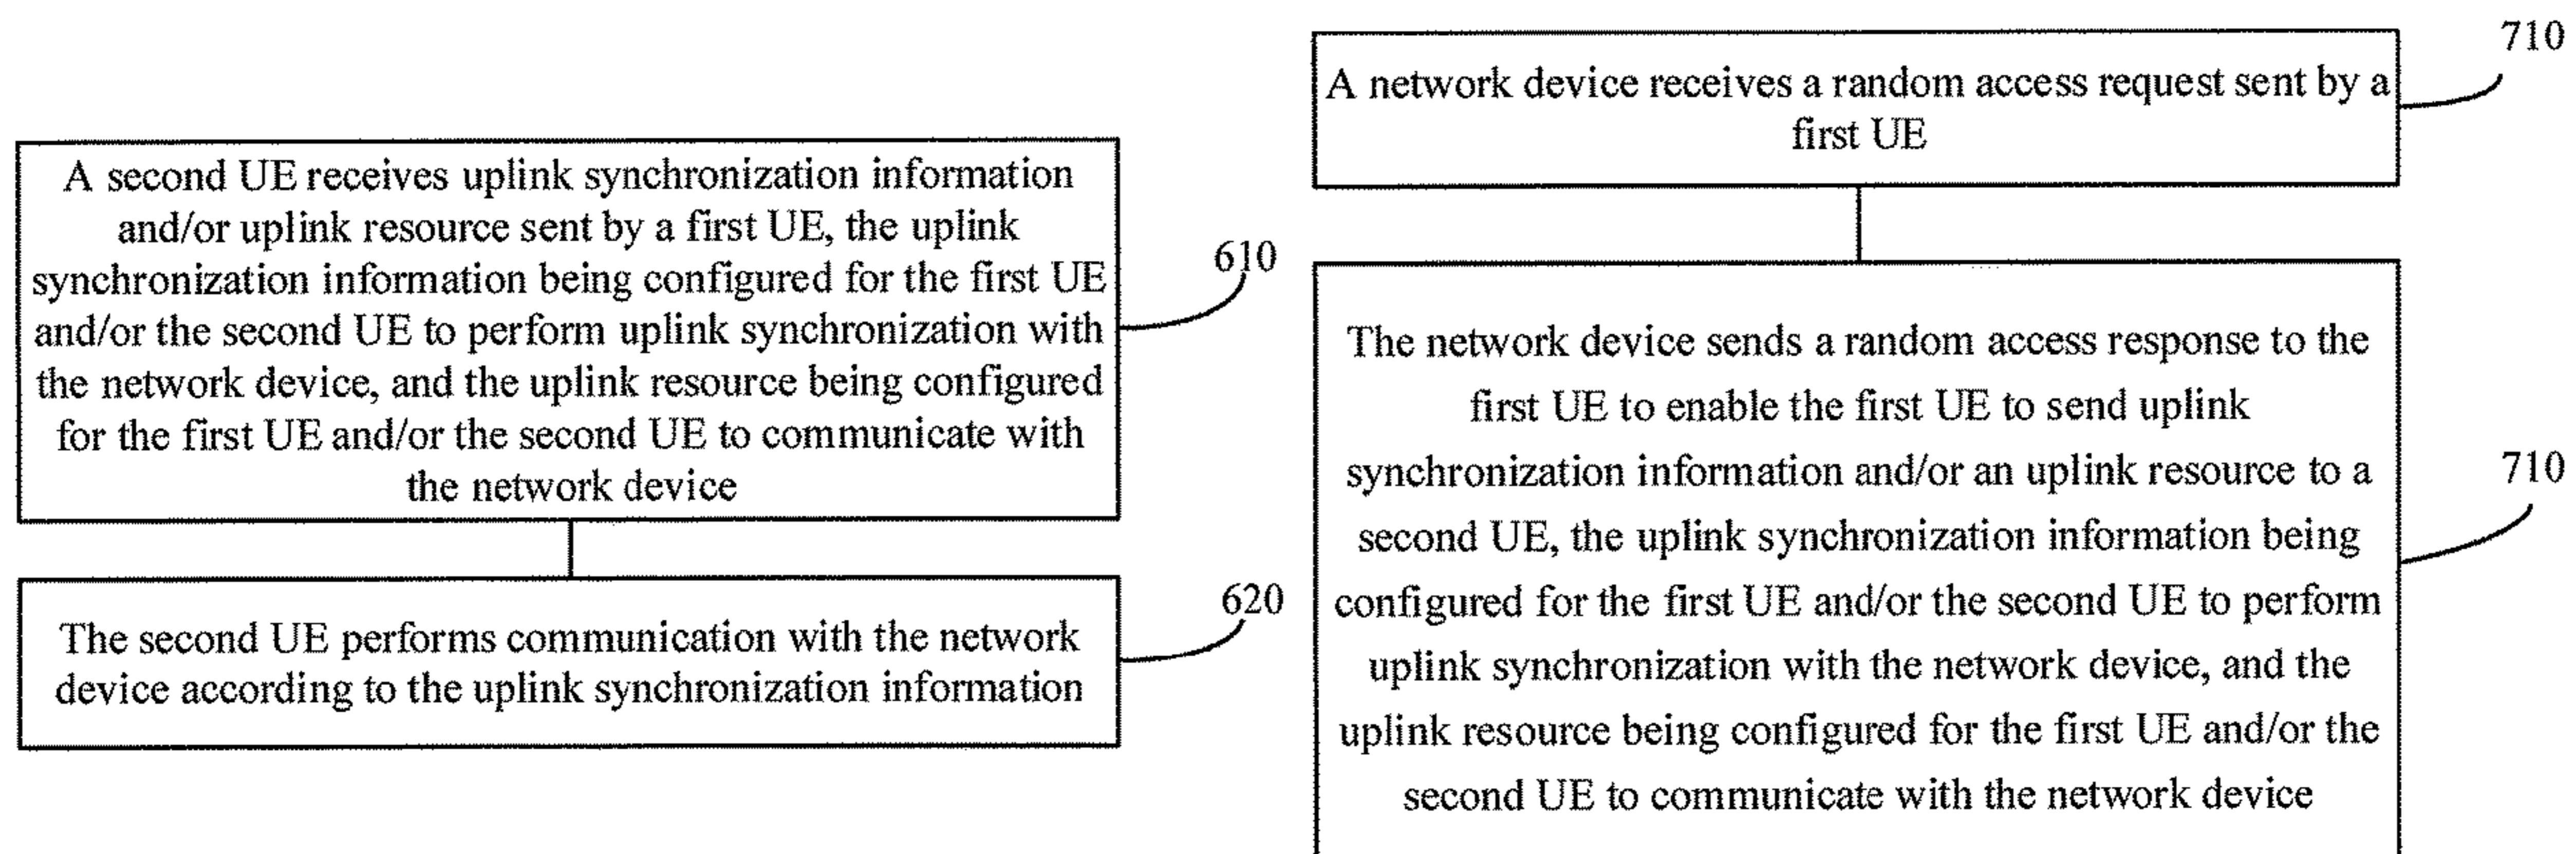 A second UE receives uplink synchronization information
and/or uplink resource sent by a first UE, the uplink
synchronization information being configured for the first UE
and/or the second UE to perform uplink synchronization with
the network device, and the uplink resource being configured
for the first UE and/or the second UE to communicate with
the network device
610
The second UE performs communication with the network
device according to the uplink synchronization information
620
A network device receives a random access request sent by a
first UE
710
The network device sends a random access response to the
first UE to enable the first UE to send uplink
synchronization information and/or an uplink resource to a
second UE, the uplink synchronization information being
configured for the first UE and/or the second UE to perform
uplink synchronization with the network device, and the
uplink resource being configured for the first UE and/or the
second UE to communicate with the network device
710